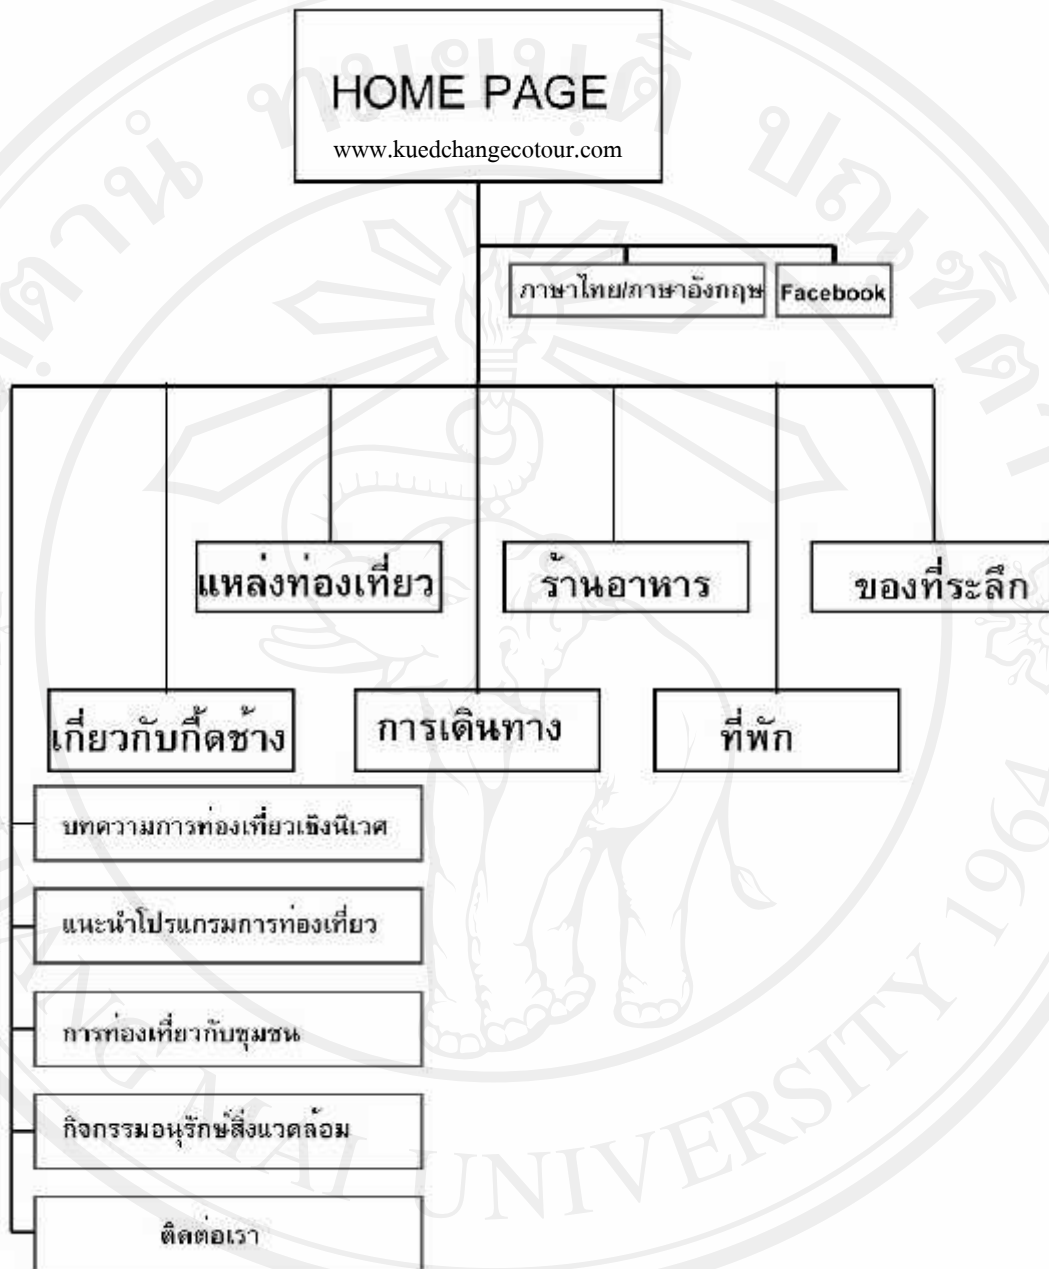 HOME PAGE
www.kuedchangecotour.com
ภาษาไทย/ภาษาอังกฤษ
Facebook
แหล่งท่องเที่ยว
ร้านอาหาร
ของที่ระลึก
เกี่ยวกับกื้ดช้าง
การเดินทาง
ที่พัก
บทความการท่องเที่ยวเชิงนิเวศ
แนะนำโปรแกรมการท่องเที่ยว
การท่องเที่ยวกับชุมชน
กิจกรรมอนุรักษ์สิ่งแวดล้อม
ติดต่อเรา
MAI UNIVERSITY 1964